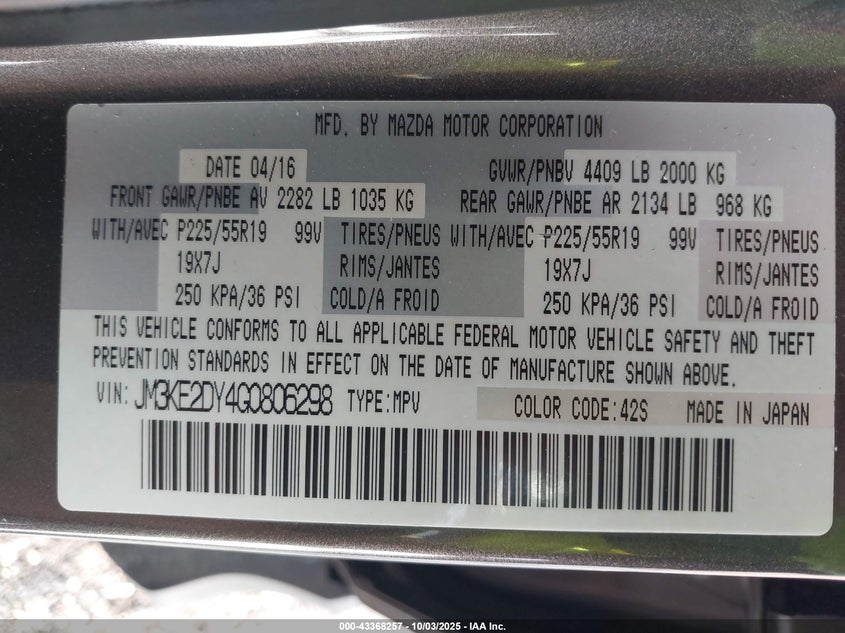 MFD. BY MAZDA MOTOR CORPORATION
DATE 04/16 GVWR/PNBV 4409 LB 2000 KG
FRONT GAWR/PNBE AV 2282 LB 1035 KG REAR GAWR/PNBE AR 2134 LB 968 KG
WITH/AVEC P225/55R19 99V TIRES/PNEUS WITH/AVEC P225/55R19 99V TIRES/PNEUS
19X7J RIMS/JANTES 19X7J RIMS/JANTES
250 KPA/36 PSI COLD/A FROID 250 KPA/36 PSI COLD/A FROID
THIS VEHICLE CONFORMS TO ALL APPLICABLE FEDERAL MOTOR VEHICLE SAFETY AND THEFT
PREVENTION STANDARDS IN EFFECT ON THE DATE OF MANUFACTURE SHOWN ABOVE.
VIN: JM3KE2DY4G0806298 TYPE:MPV COLOR CODE:42S MADE IN JAPAN
000-43368257 - 10/03/2025 - IAA Inc.